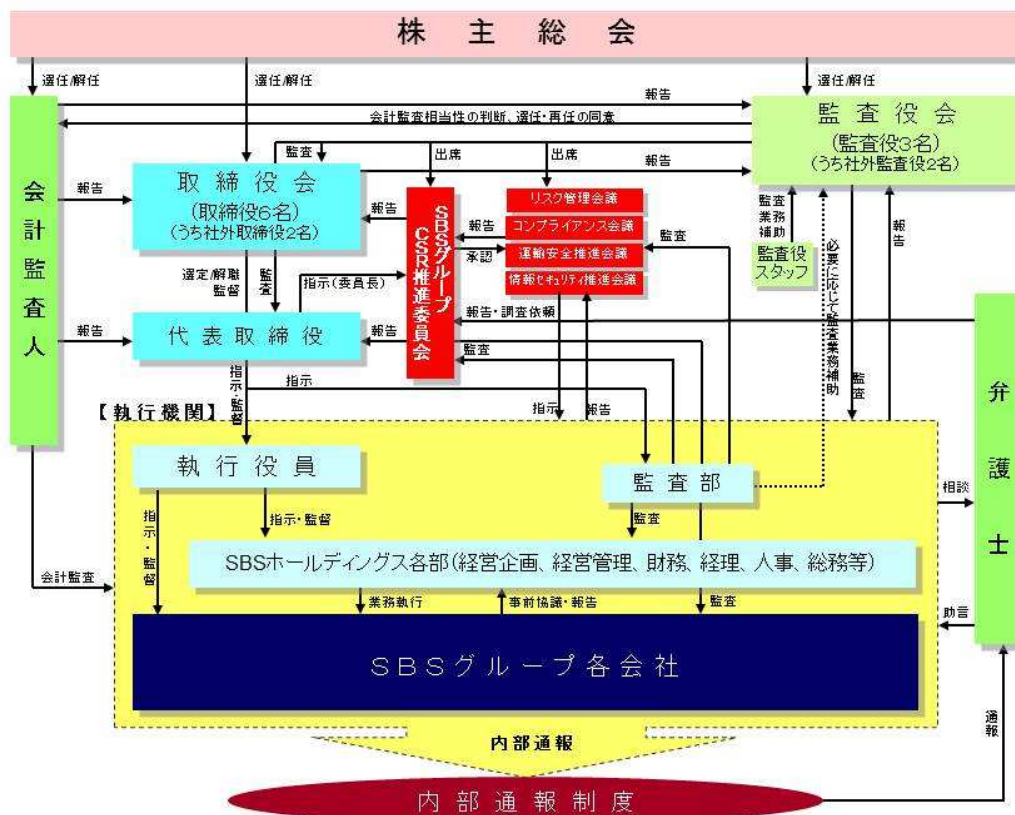 株主総会
選任/解任
選任/解任
選任/解任
報告
会計監査相当性の判断、選任・再任の同意
監査役会
(監査役3名)
(うち社外監査役2名)
会計監査人
監査
出席
出席
報告
報告
取締役会
(取締役6名)
(うち社外取締役2名)
報告
SBSグループ
CSR推進委員会
報告
承認
リスク管理会議
コンプライアンス会議
運輸安全推進会議
情報セキュリティ推進会議
監査
監査
業務
補助
監査役
スタッフ
必要に応じて監査業務補助
報告
選定/解職
監督
監査
指示(委員長)
報告・調査依頼
報告
代表取締役
報告
監査
指示・監督
指示
指示
報告
監査
弁護士
【執行機関】
執行役員
監査部
指示・監督
指示・監督
監査
相談
SBSホールディングス各部(経営企画、経営管理、財務、経理、人事、総務等)
会計監査
業務執行
事前協議・報告
監査
助言
SBSグループ各会社
内部通報
通報
内部通報制度